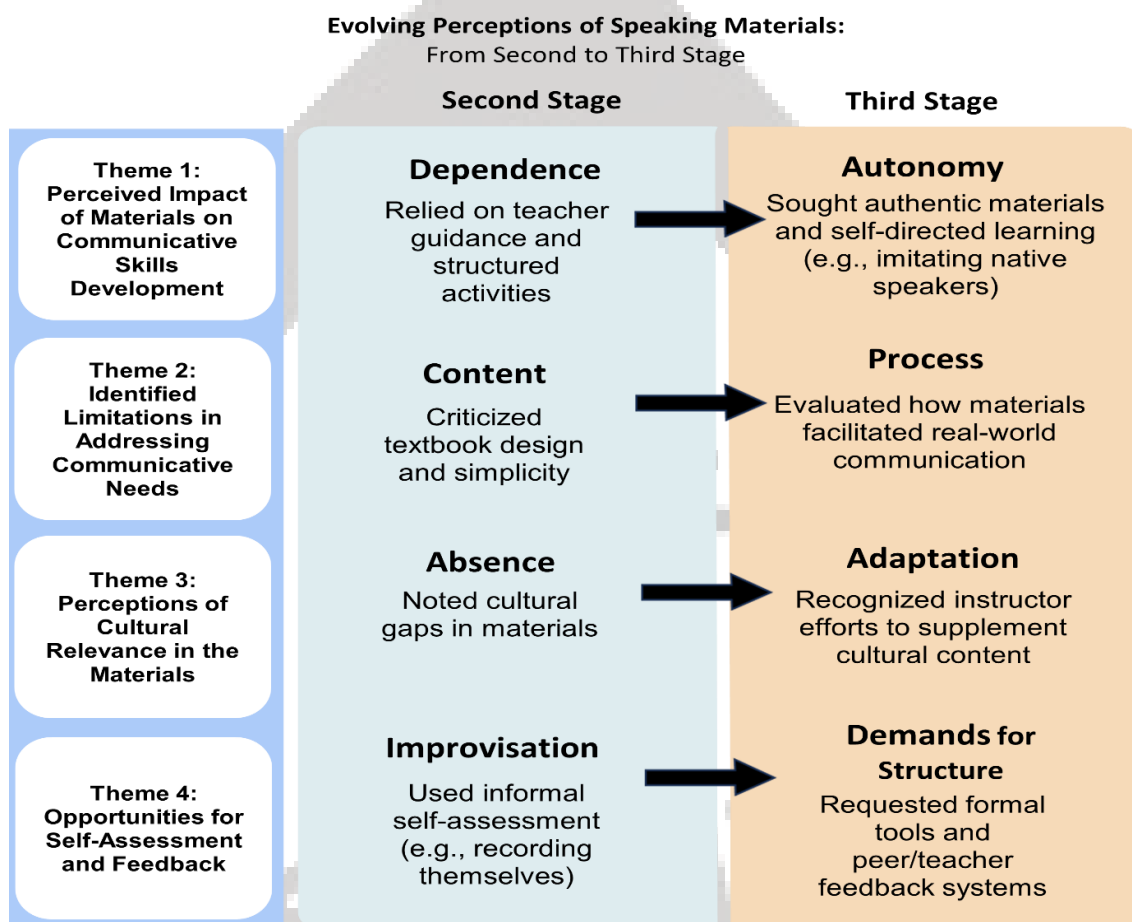 Evolving Perceptions of Speaking Materials:
From Second to Third Stage
Second Stage
Third Stage
Theme 1:
Perceived Impact
of Materials on
Communicative
Skills
Development
Dependence
Relied on teacher
guidance and
structured
activities
Autonomy
Sought authentic materials
and self-directed learning
(e.g., imitating native
speakers)
Theme 2:
Identified
Limitations in
Addressing
Communicative
Needs
Content
Criticized
textbook design
and simplicity
Process
Evaluated how materials
facilitated real-world
communication
Theme 3:
Perceptions of
Cultural
Relevance in the
Materials
Absence
Noted cultural
gaps in materials
Adaptation
Recognized instructor
efforts to supplement
cultural content
Theme 4:
Opportunities for
Self-Assessment
and Feedback
Improvisation
Used informal
self-assessment
(e.g., recording
themselves)
Demands for
Structure
Requested formal
tools and
peer/teacher
feedback systems